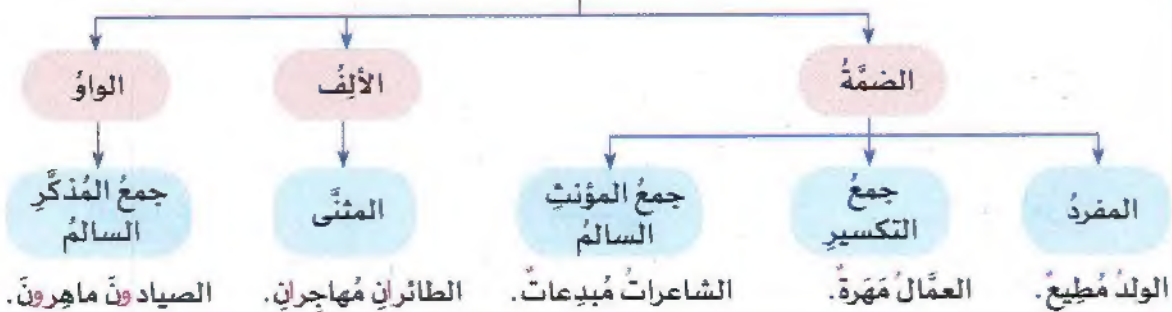 الضمَّةُ
الألِفُ
الواوُ
المفردُ
جمعُ
التكسيرِ
جمعُ المؤنثِ
السالمُ
المثنَّى
جمعُ المُذكَّرِ
السالمُ
الولدُ مُطِيعٌ.
العمَّالُ مَهَرةٌ.
الشاعراتُ مُبدِعاتٌ.
الطائرانِ مُهاجِرانِ.
الصيادونَ ماهِرونَ.